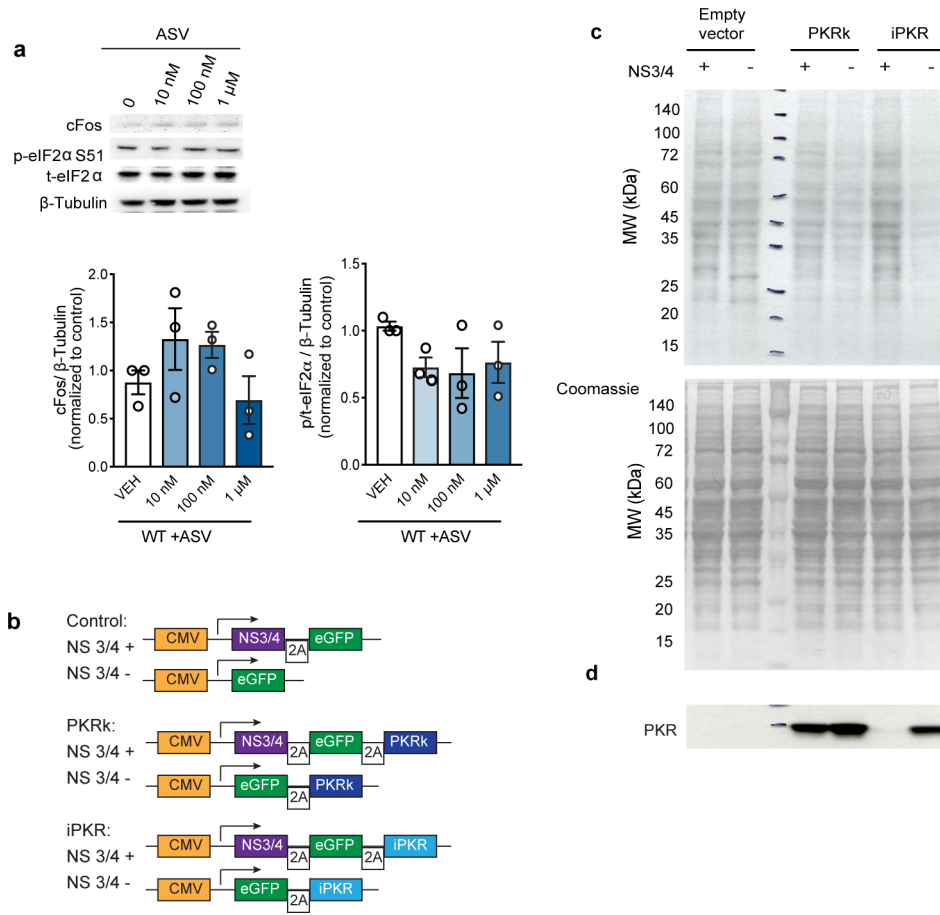 a
ASV
0
10 nM
100 nM
1 µM
cFos
p-eIF2α S51
t-eIF2 α
β-Tubulin
cFos/ β-Tubulin
(normalized to control)
2.0
1.5
1.0
0.5
0.0
VEH
10 nM
100 nM
1 µM
WT +ASV
p/t-eIF2α / β-Tubulin
(normalized to control)
1.5
1.0
0.5
0.0
VEH
10 nM
100 nM
1 µM
WT +ASV
b
Control:
NS 3/4 +
CMV NS3/4 2A eGFP
NS 3/4 -
CMV eGFP
PKRk:
NS 3/4 +
CMV NS3/4 2A eGFP 2A PKRk
NS 3/4 -
CMV eGFP 2A PKRk
iPKR:
NS 3/4 +
CMV NS3/4 2A eGFP 2A iPKR
NS 3/4 -
CMV eGFP 2A iPKR
c
Empty
vector
PKRk
iPKR
NS3/4
+ - + - + -
MW (kDa)
140
100
72
60
45
35
25
20
15
Coomassie
MW (kDa)
140
100
72
60
45
35
25
20
15
d
PKR